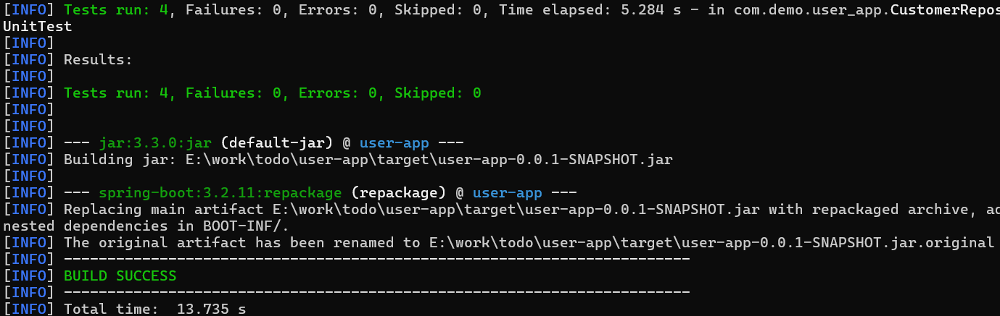 [INFO] Tests run: 4, Failures: 0, Errors: 0, Skipped: 0, Time elapsed: 5.284 s - in com.demo.user_app.CustomerRepos
UnitTest
[INFO]
[INFO] Results:
[INFO]
[INFO] Tests run: 4, Failures: 0, Errors: 0, Skipped: 0
[INFO]
[INFO]
[INFO] --- jar:3.3.0:jar (default-jar) @ user-app ---
[INFO] Building jar: E:\work\todo\user-app\target\user-app-0.0.1-SNAPSHOT.jar
[INFO]
[INFO] --- spring-boot:3.2.11:repackage (repackage) @ user-app ---
[INFO] Replacing main artifact E:\work\todo\user-app\target\user-app-0.0.1-SNAPSHOT.jar with repackaged archive, ad
nested dependencies in BOOT-INF/.
[INFO] The original artifact has been renamed to E:\work\todo\user-app\target\user-app-0.0.1-SNAPSHOT.jar.original
[INFO] ------------------------------------------------------------------------
[INFO] BUILD SUCCESS
[INFO] ------------------------------------------------------------------------
[INFO] Total time:  13.735 s